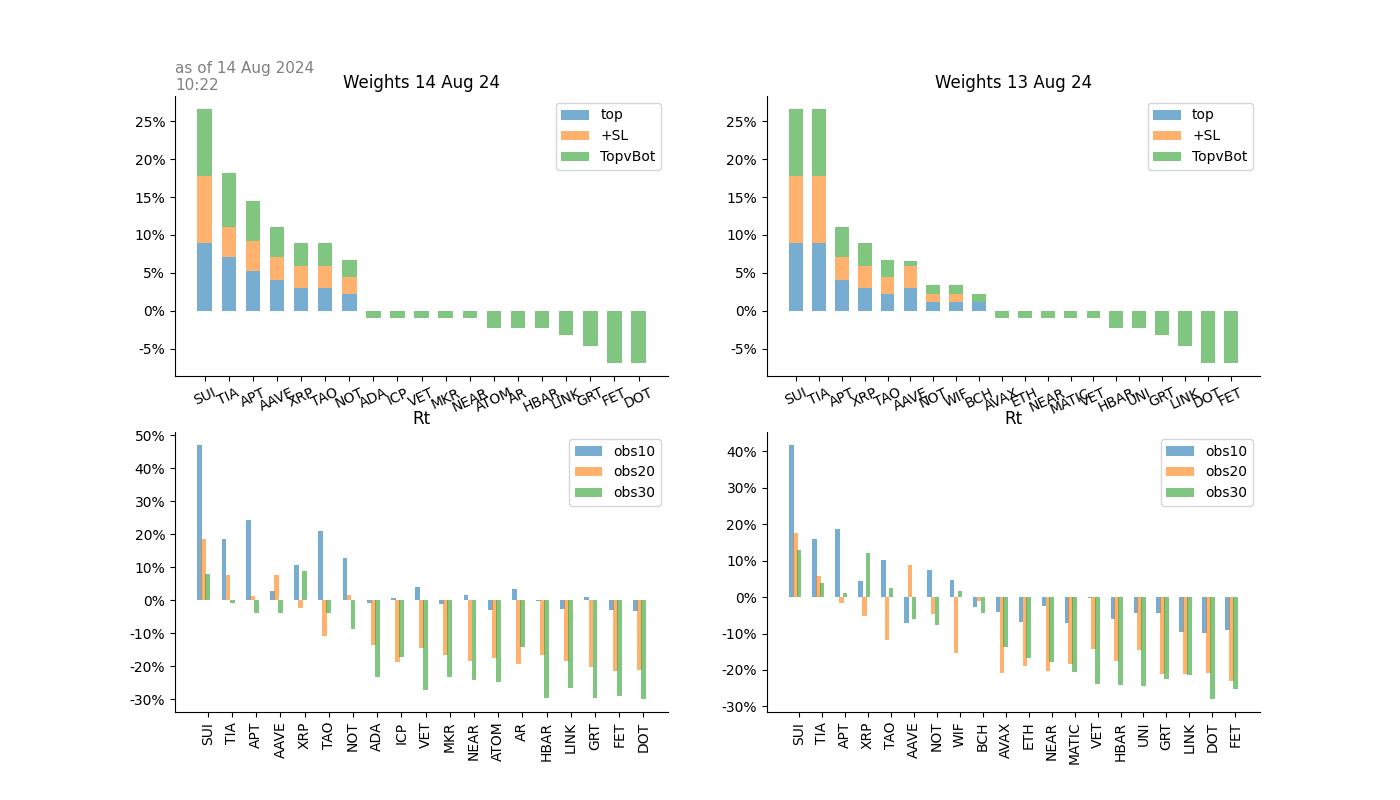 as of 14 Aug 2024
10:22
Weights 14 Aug 24
25%
20%
15%
10%
5%
0%
-5%
top
+SL
TopvBot
SUI TIA APT AAVE XRP TAO NOT ADA ICP VET MKR NEAR ATOM AR HBAR LINK GRT FET DOT
Weights 13 Aug 24
25%
20%
15%
10%
5%
0%
-5%
top
+SL
TopvBot
SUI TIA APT XRP TAO AAVE NOT WIF BCH AVAX ETH NEAR MATIC VET HBAR UNI GRT LINK DOT FET
Rt
50%
40%
30%
20%
10%
0%
-10%
-20%
-30%
obs10
obs20
obs30
SUI TIA APT AAVE XRP TAO NOT ADA ICP VET MKR NEAR ATOM AR HBAR LINK GRT FET DOT
Rt
40%
30%
20%
10%
0%
-10%
-20%
-30%
obs10
obs20
obs30
SUI TIA APT XRP TAO AAVE NOT WIF BCH AVAX ETH NEAR MATIC VET HBAR UNI GRT LINK DOT FET